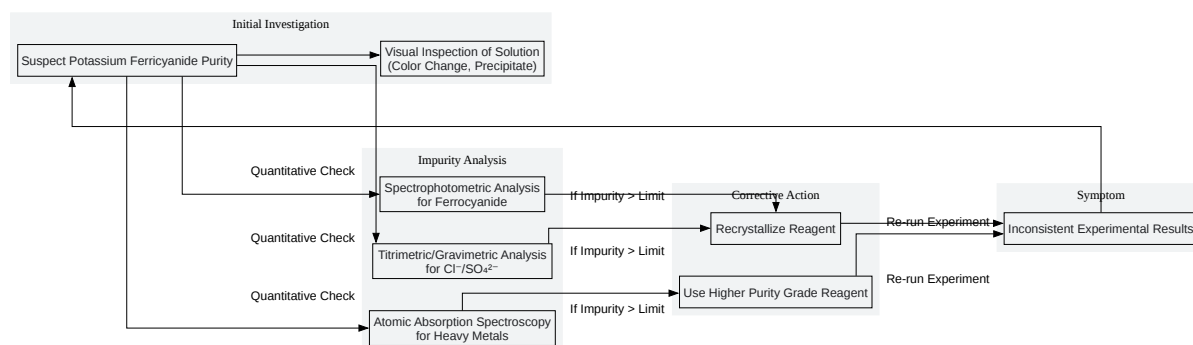 Initial Investigation
Suspect Potassium Ferricyanide Purity
Visual Inspection of Solution
(Color Change, Precipitate)
Quantitative Check
Impurity Analysis
Spectrophotometric Analysis
for Ferrocyanide
If Impurity > Limit
Corrective Action
Recrystallize Reagent
Re-run Experiment
Symptom
Inconsistent Experimental Results
Quantitative Check
Titrimetric/Gravimetric Analysis
for Cl⁻/SO₄²⁻
If Impurity > Limit
Use Higher Purity Grade Reagent
Re-run Experiment
Quantitative Check
Atomic Absorption Spectroscopy
for Heavy Metals
If Impurity > Limit